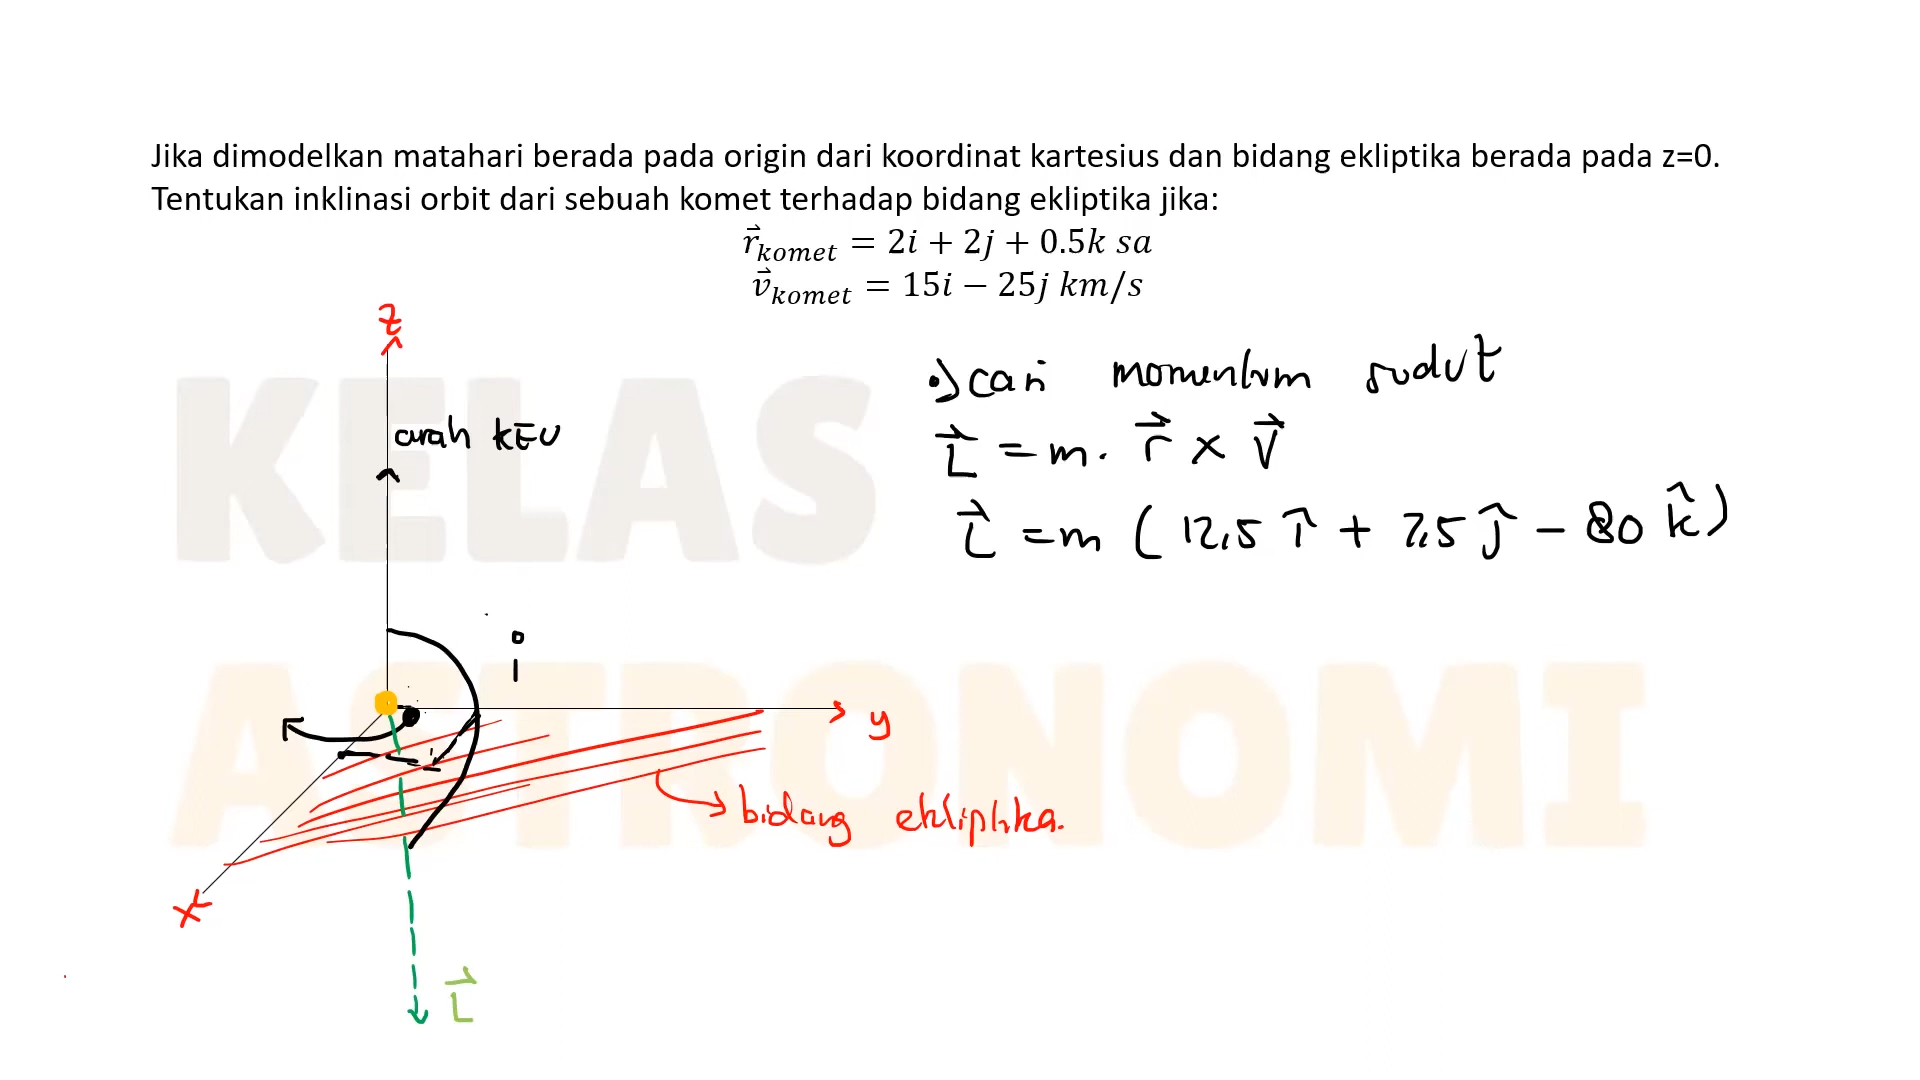 Jika dimodelkan matahari berada pada origin dari koordinat kartesius dan bidang ekliptika berada pada z=0.
Tentukan inklinasi orbit dari sebuah komet terhadap bidang ekliptika jika:
r⃗_komet = 2i + 2j + 0.5k sa
v⃗_komet = 15i − 25j km/s
z
arah KEU
•) cari momentum sudut
L⃗ = m. r⃗ × v⃗
L⃗ = m ( 12,5 î + 7,5 ĵ − 80 k̂ )
i
y
bidang ekliptika.
x
L⃗
KELAS
ASTRONOMI